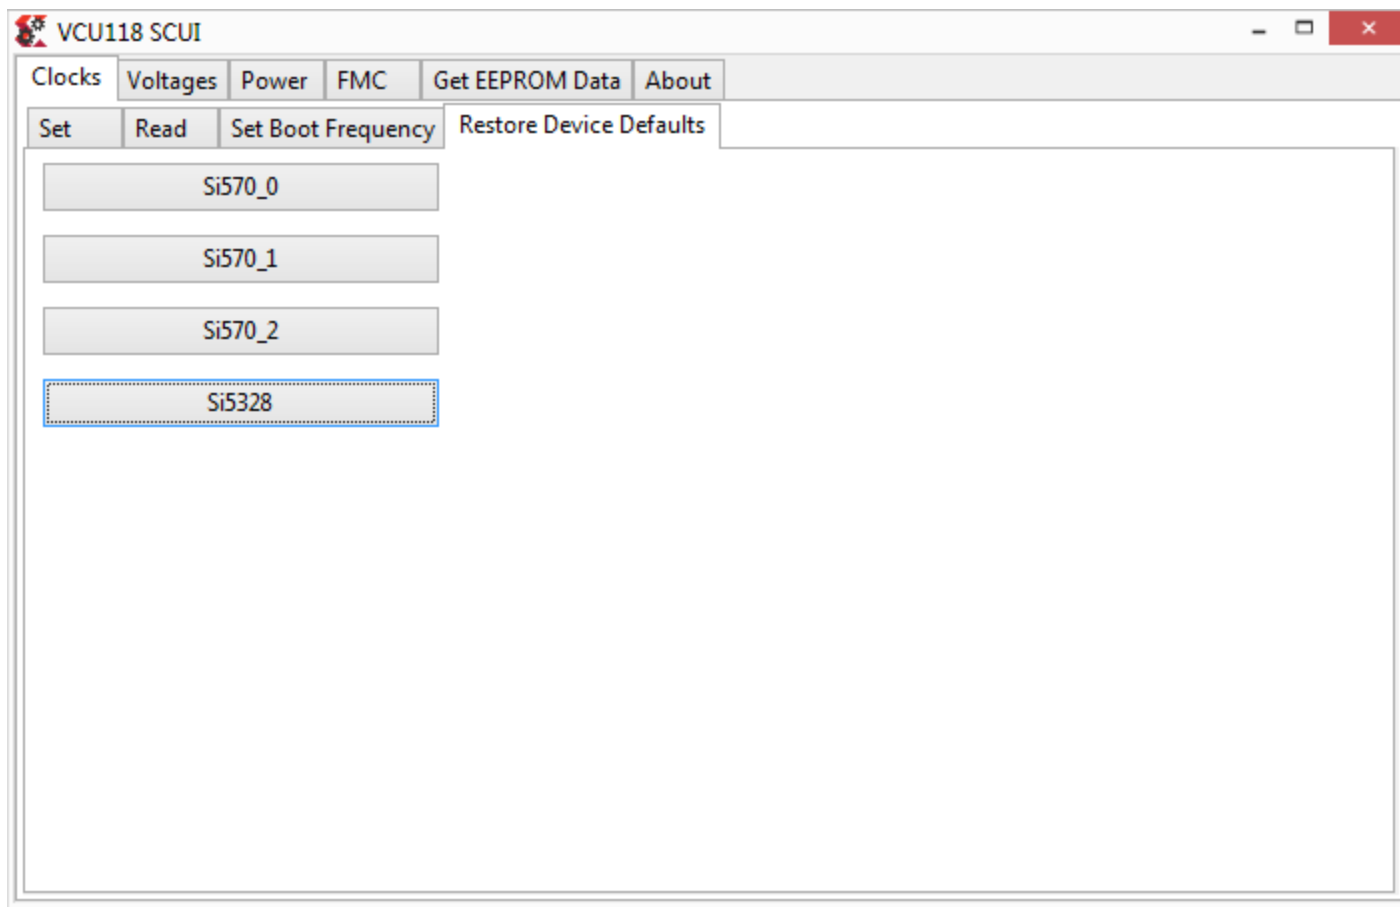 VCU118 SCUI
Clocks Voltages Power FMC Get EEPROM Data About
Set Read Set Boot Frequency Restore Device Defaults
Si570_0
Si570_1
Si570_2
Si5328